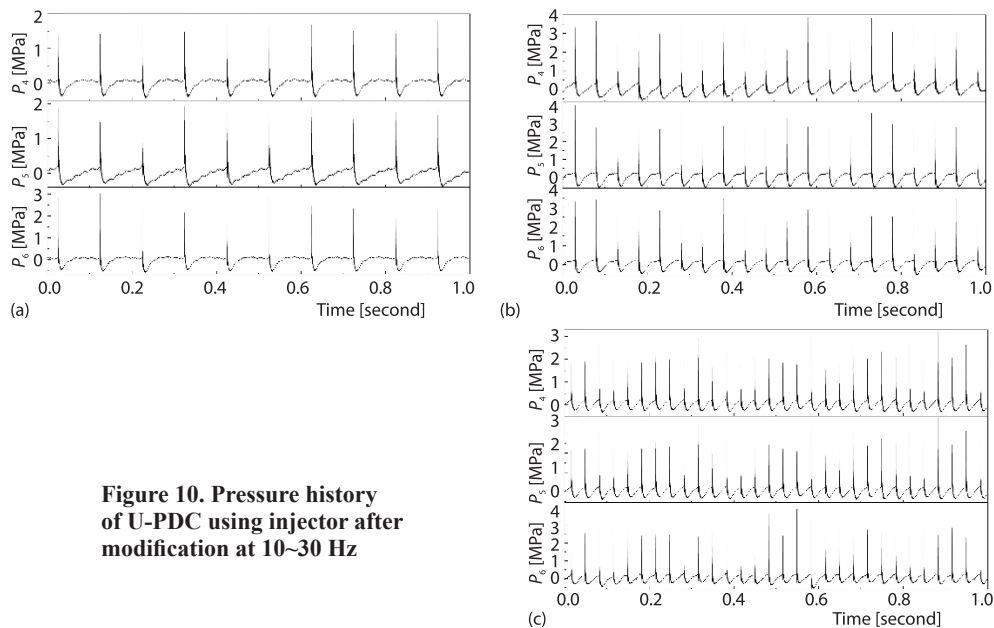 2
1
0
P4 [MPa]
2
1
0
P5 [MPa]
3
2
1
0
P6 [MPa]
0.0 0.2 0.4 0.6 0.8 1.0
(a) Time [second]
4
3
2
1
0
P4 [MPa]
4
3
2
1
0
P5 [MPa]
4
3
2
1
0
P6 [MPa]
0.0 0.2 0.4 0.6 0.8 1.0
(b) Time [second]
3
2
1
0
P4 [MPa]
3
2
1
0
P5 [MPa]
4
3
2
1
0
P6 [MPa]
0.0 0.2 0.4 0.6 0.8 1.0
(c) Time [second]
Figure 10. Pressure history
of U-PDC using injector after
modification at 10~30 Hz